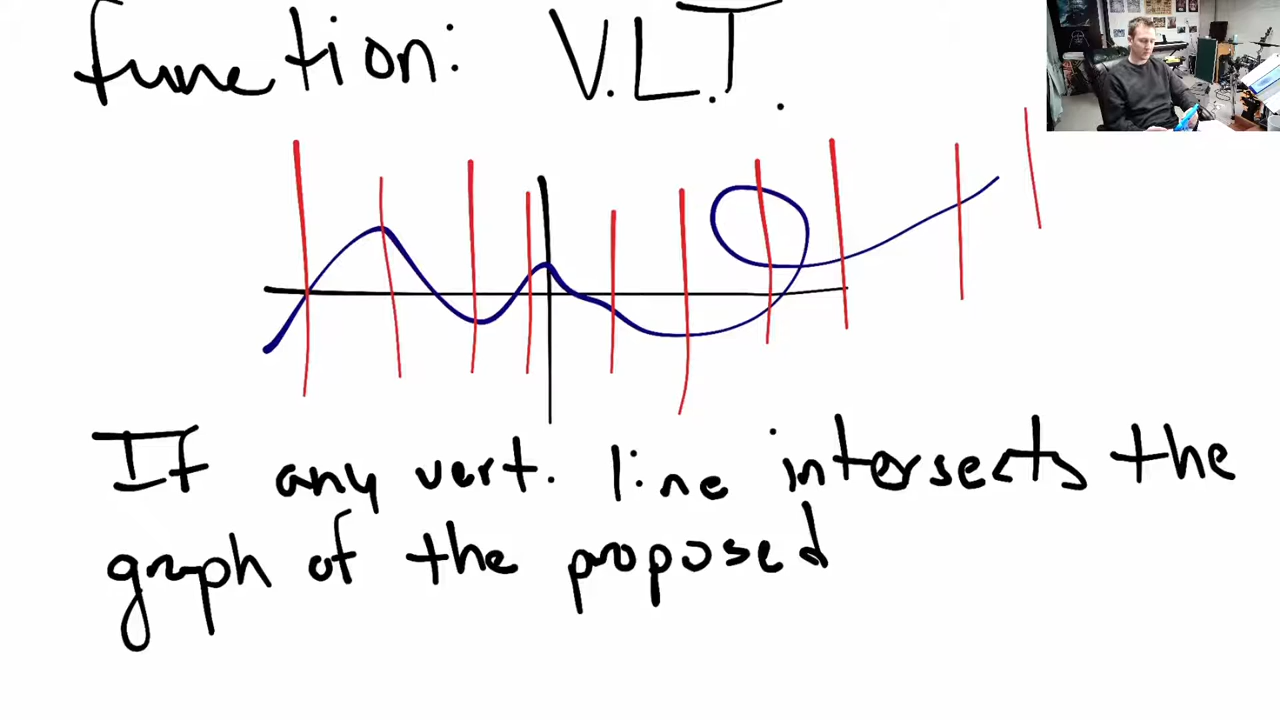 function: V.L.T.
If any vert. line intersects the
graph of the proposed